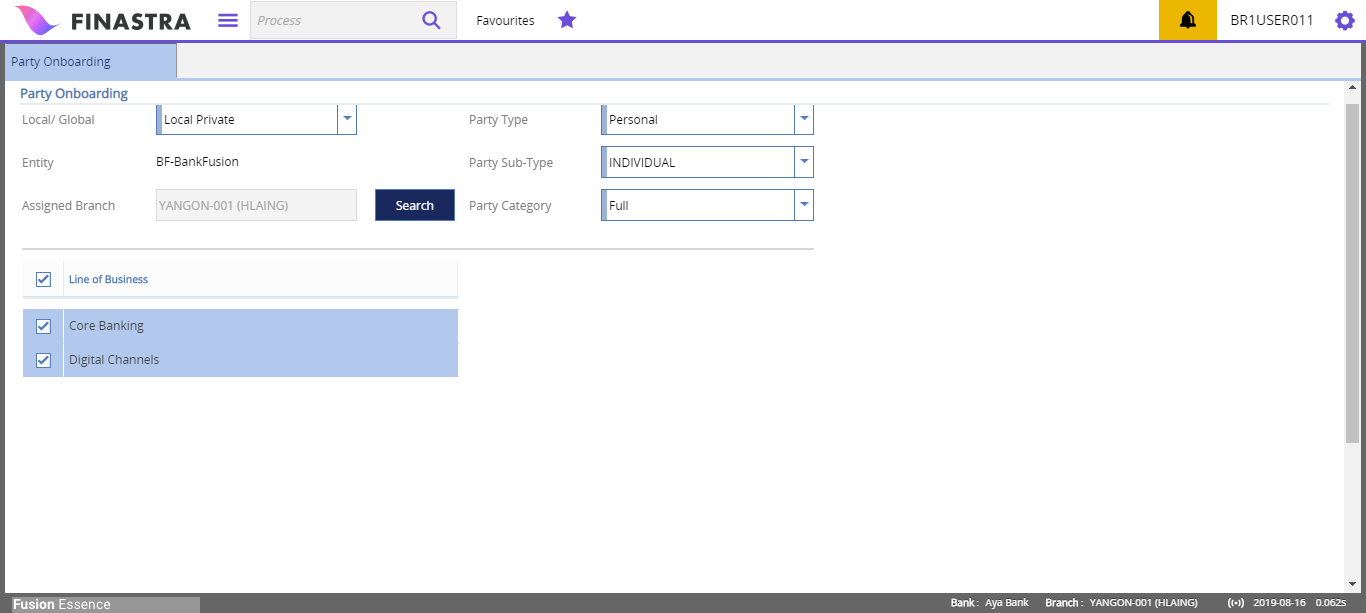 FINASTRA Process Favourites BR1USER011
Party Onboarding
Party Onboarding
Local/ Global Local Private Party Type Personal
Entity BF-BankFusion Party Sub-Type INDIVIDUAL
Assigned Branch YANGON-001 (HLAING) Search Party Category Full
Line of Business
Core Banking
Digital Channels
Fusion Essence Bank : Aya Bank Branch : YANGON-001 (HLAING) 2019-08-16 0.062s